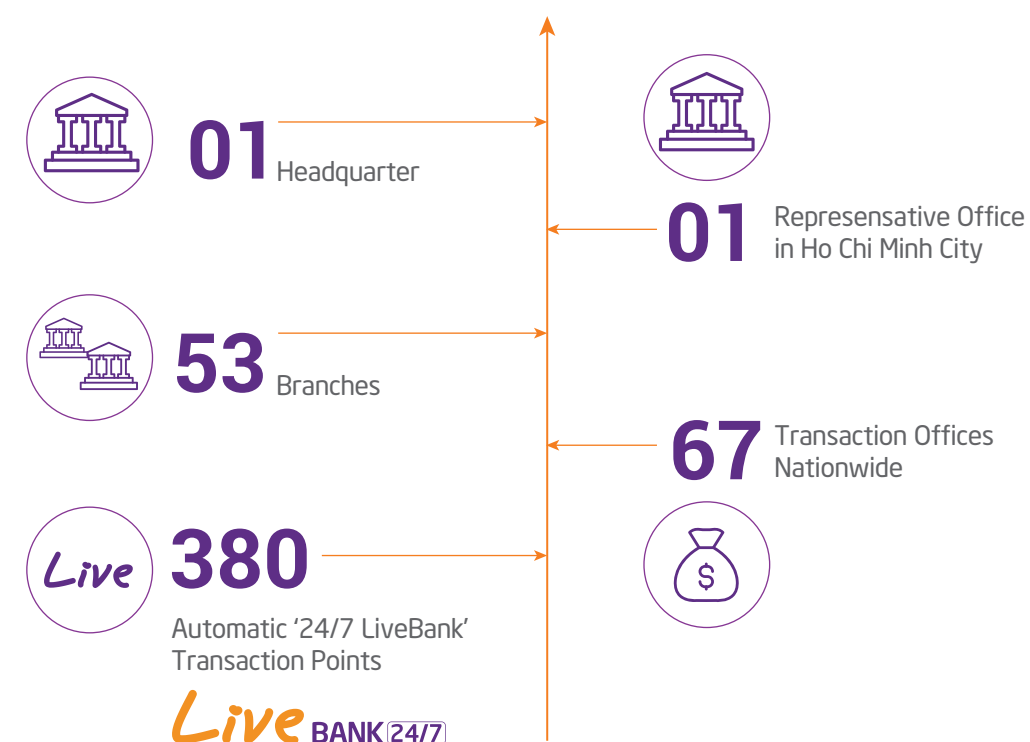 01
Headquarter
01
Represensative Office
in Ho Chi Minh City
53
Branches
67
Transaction Offices
Nationwide
$
Live
380
Automatic ‘24/7 LiveBank’
Transaction Points
Live BANK 24/7